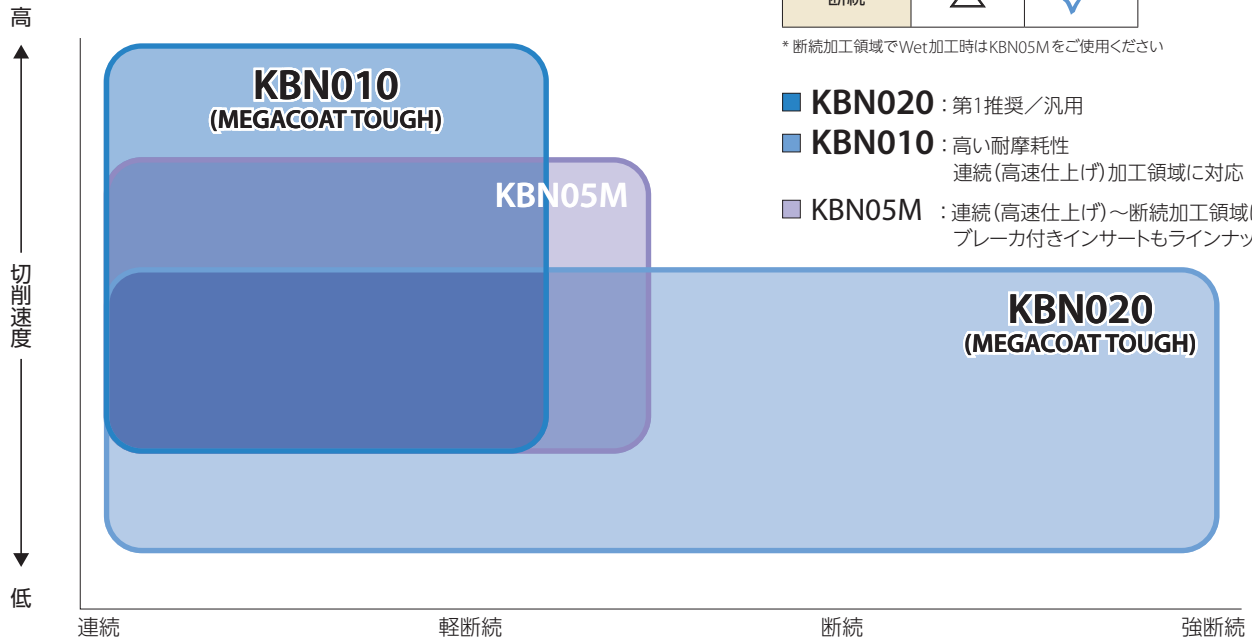 断続
* 断続加工領域でWet加工時はKBN05Mをご使用ください
KBN020:第1推奨／汎用
KBN010:高い耐摩耗性
連続(高速仕上げ)加工領域に対応
KBN05M:連続(高速仕上げ)~断続加工領域に
ブレーカ付きインサートもラインナッ
高
切削速度
低
KBN010
(MEGACOAT TOUGH)
KBN05M
KBN020
(MEGACOAT TOUGH)
連続 軽断続 断続 強断続